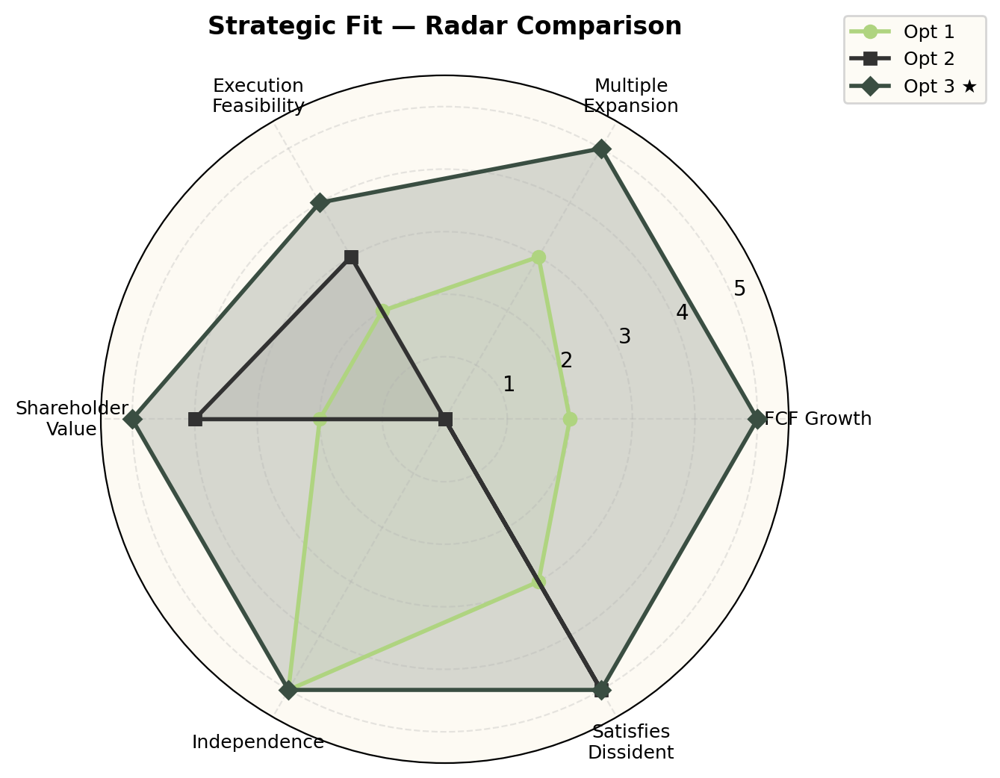 Strategic Fit — Radar Comparison
Opt 1
Opt 2
Opt 3 ★
Execution
Feasibility
Multiple
Expansion
5
4
3
2
1
Shareholder
Value
FCF Growth
Independence
Satisfies
Dissident